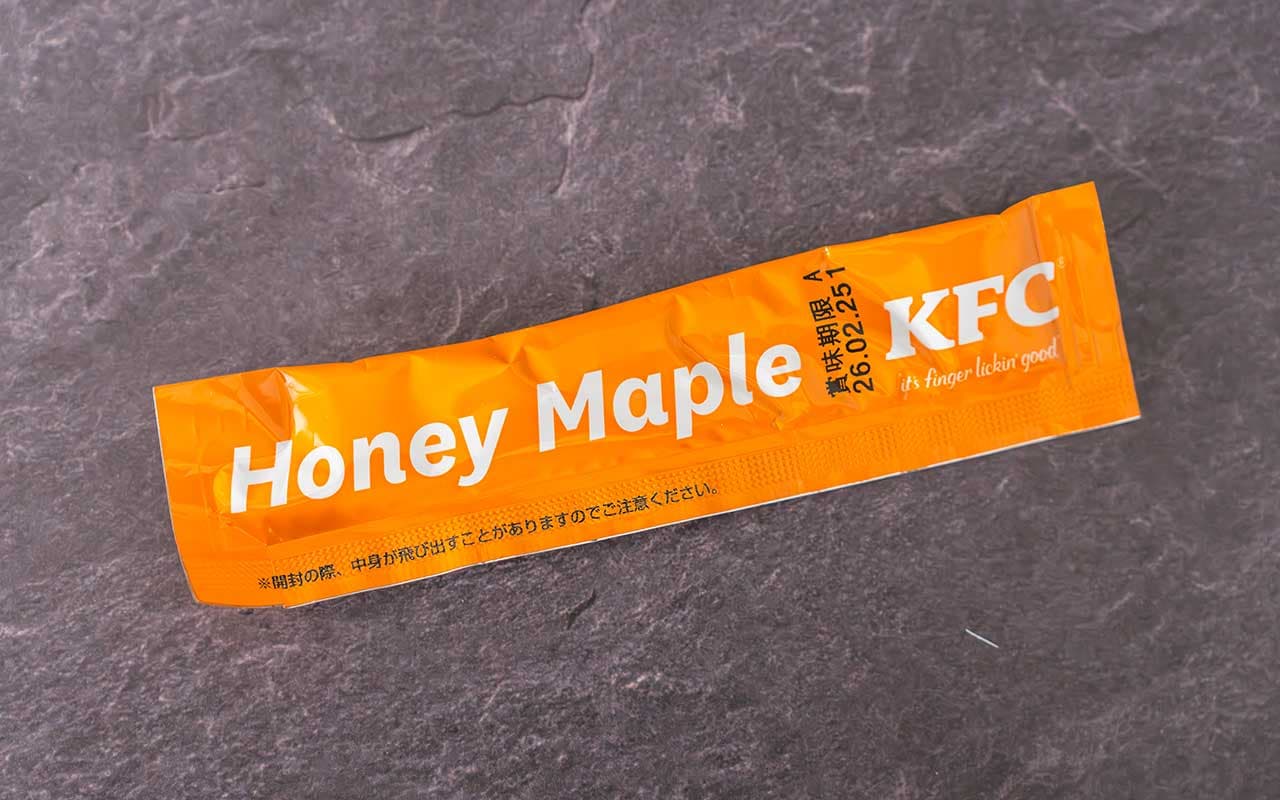 Honey Maple
賞味期限 A
26.02.251
KFC®
it's finger lickin' good
※開封の際、中身が飛び出すことがありますのでご注意ください。